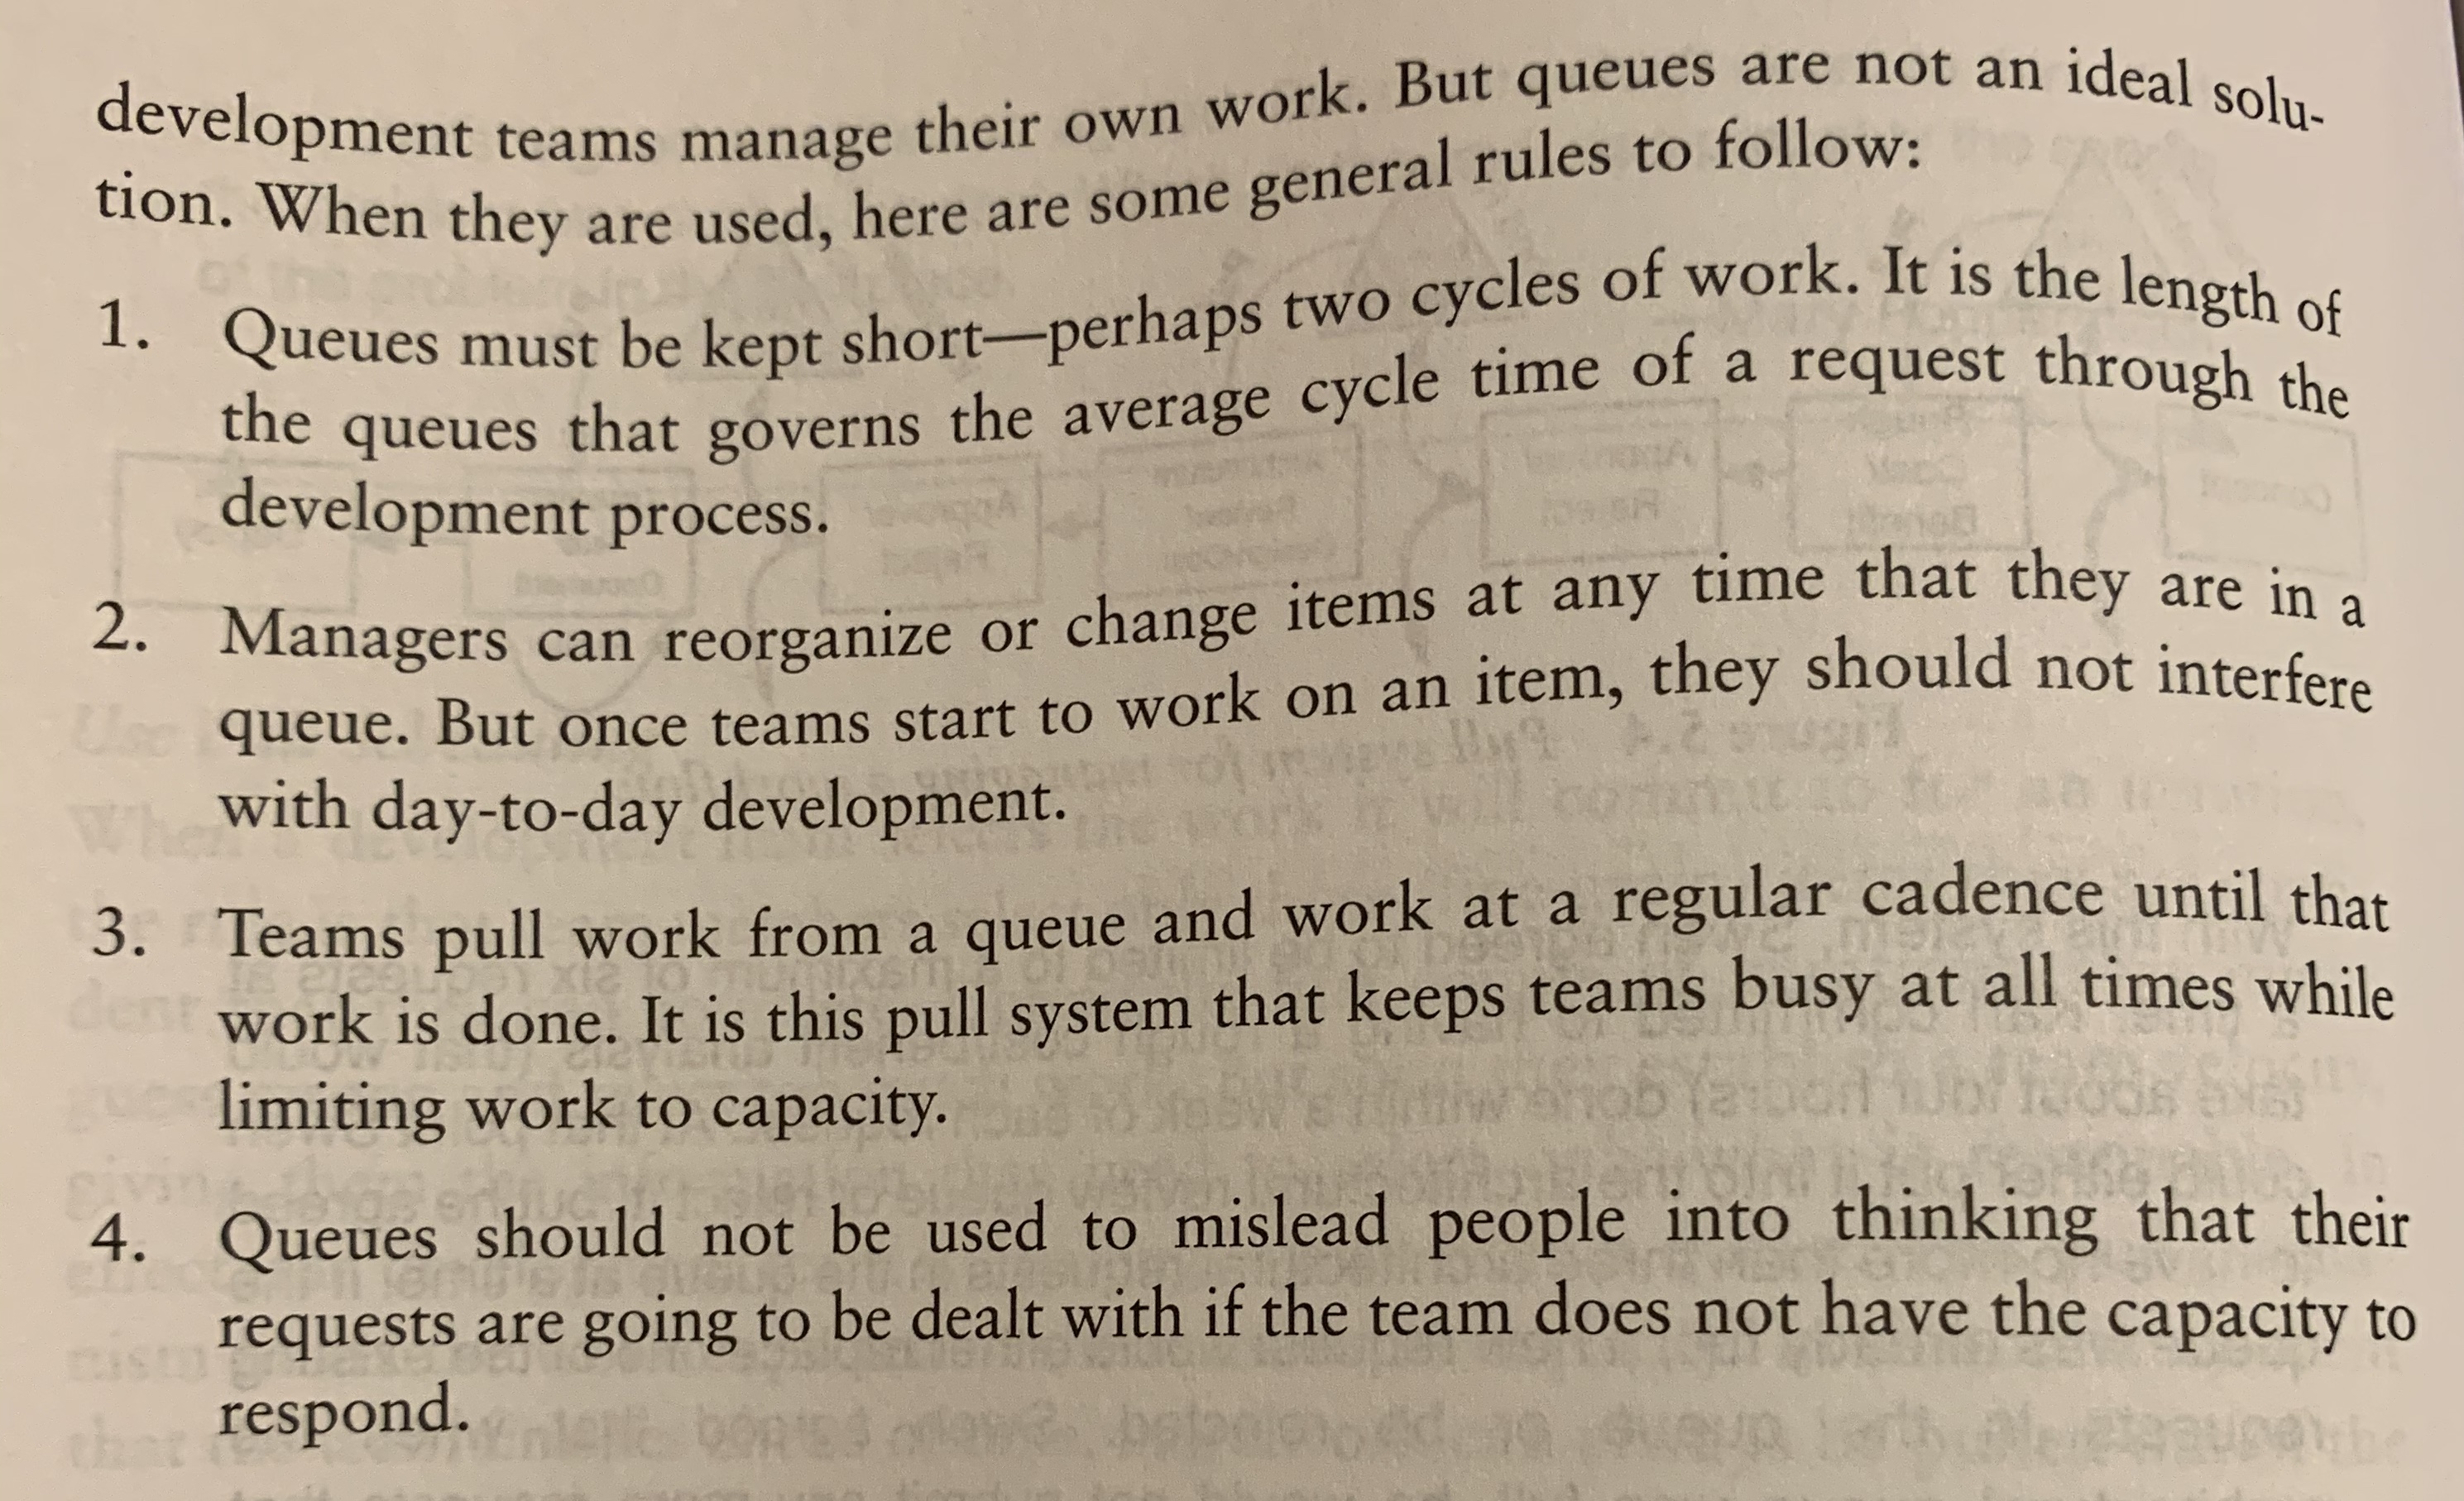 development teams manage their own work. But queues are not an ideal solu-
tion. When they are used, here are some general rules to follow:
1. Queues must be kept short—perhaps two cycles of work. It is the length of
the queues that governs the average cycle time of a request through the
development process.
2. Managers can reorganize or change items at any time that they are in a
queue. But once teams start to work on an item, they should not interfere
with day-to-day development.
3. Teams pull work from a queue and work at a regular cadence until that
work is done. It is this pull system that keeps teams busy at all times while
limiting work to capacity.
4. Queues should not be used to mislead people into thinking that their
requests are going to be dealt with if the team does not have the capacity to
respond.